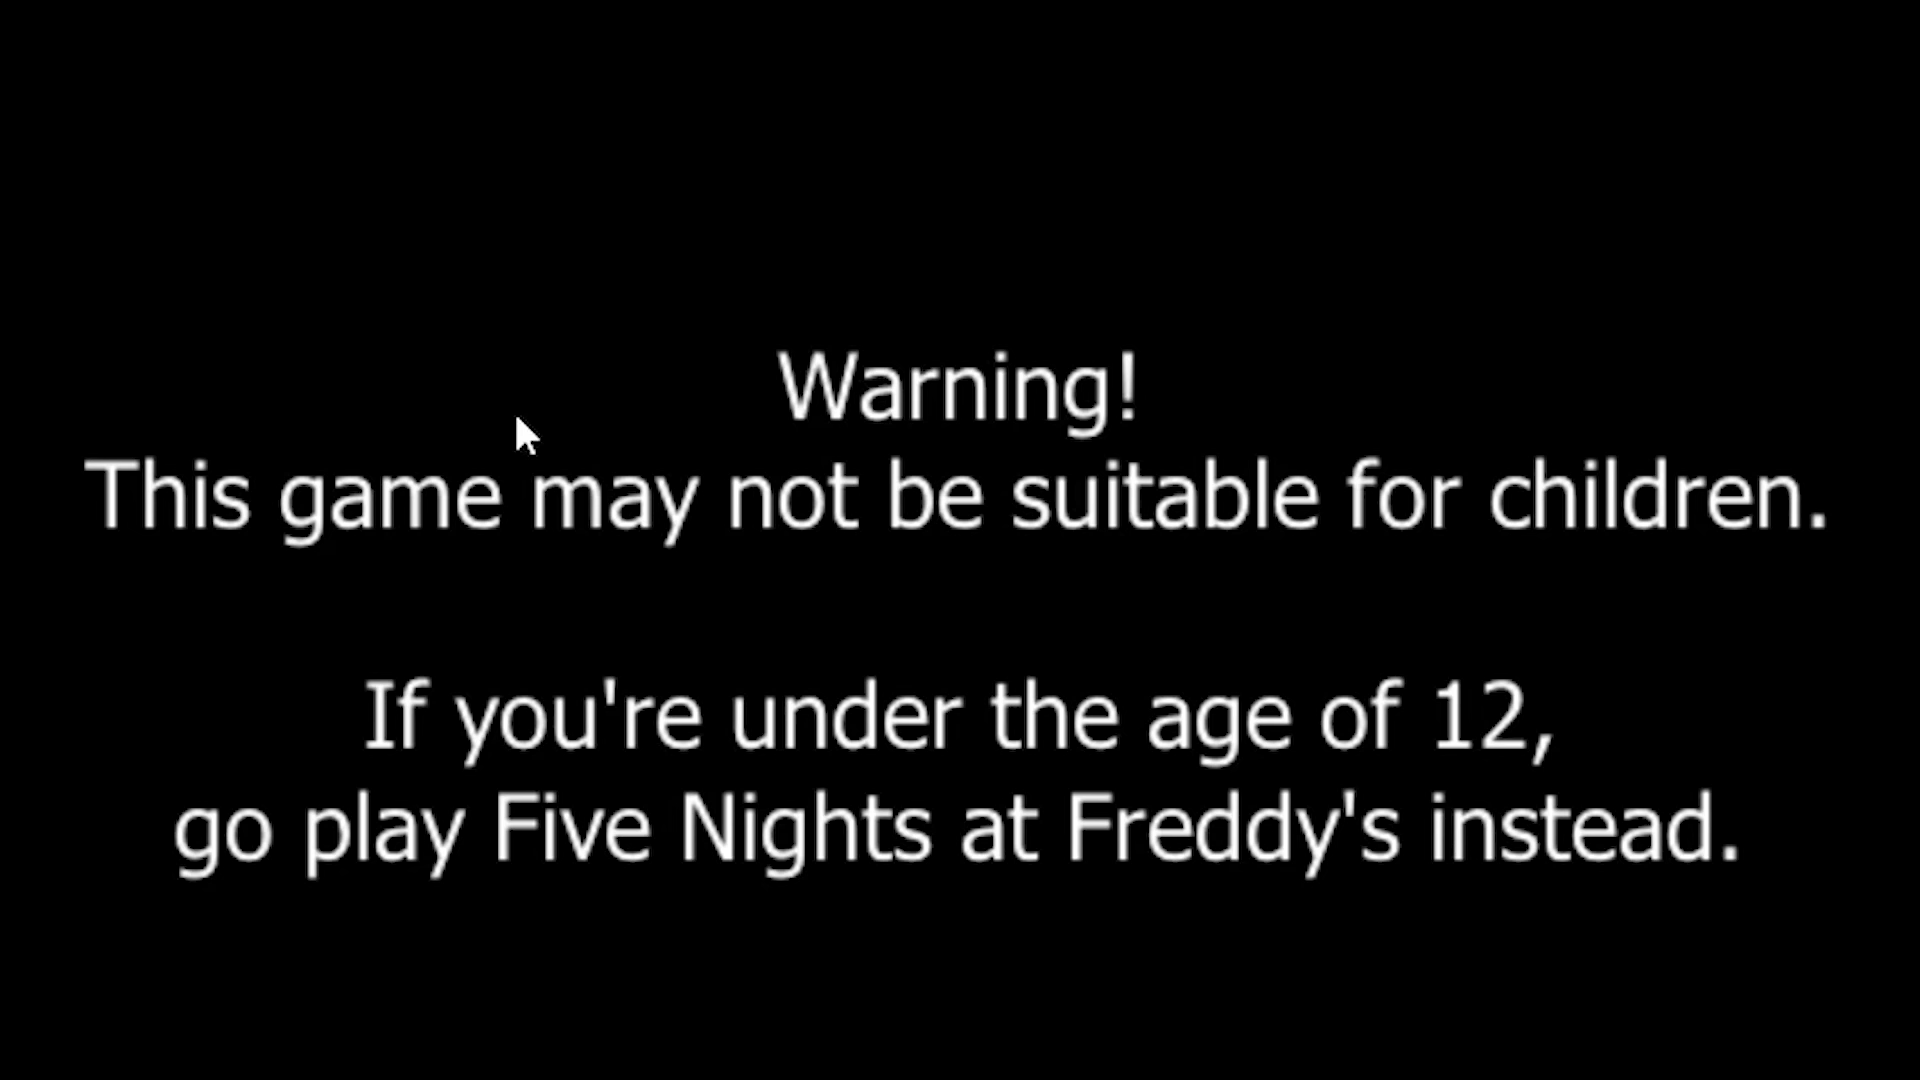 Warning!
This game may not be suitable for children.
If you're under the age of 12,
go play Five Nights at Freddy's instead.